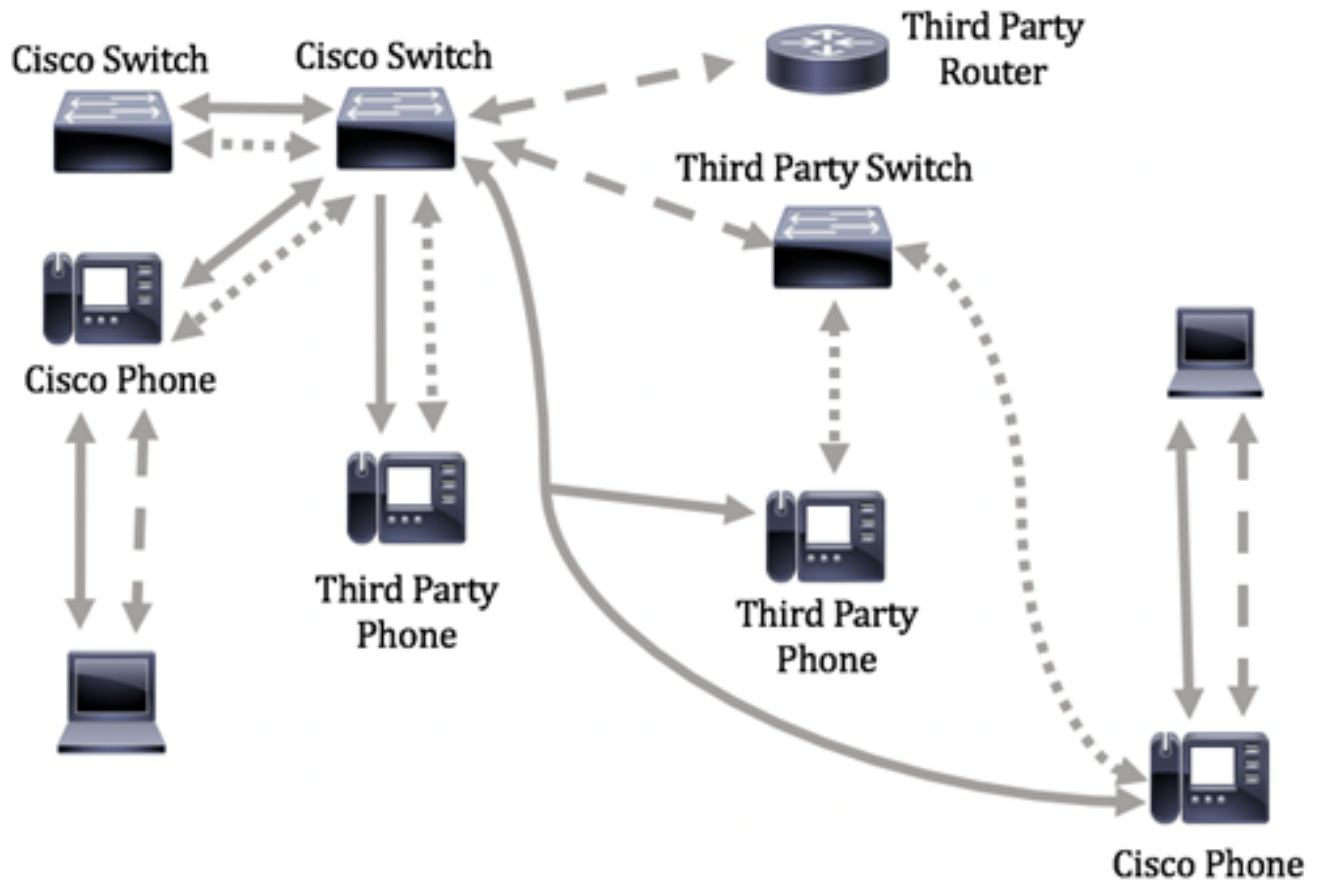 Cisco Switch
Cisco Switch
Third Party
Router
Third Party Switch
Cisco Phone
Third Party
Phone
Third Party
Phone
Cisco Phone